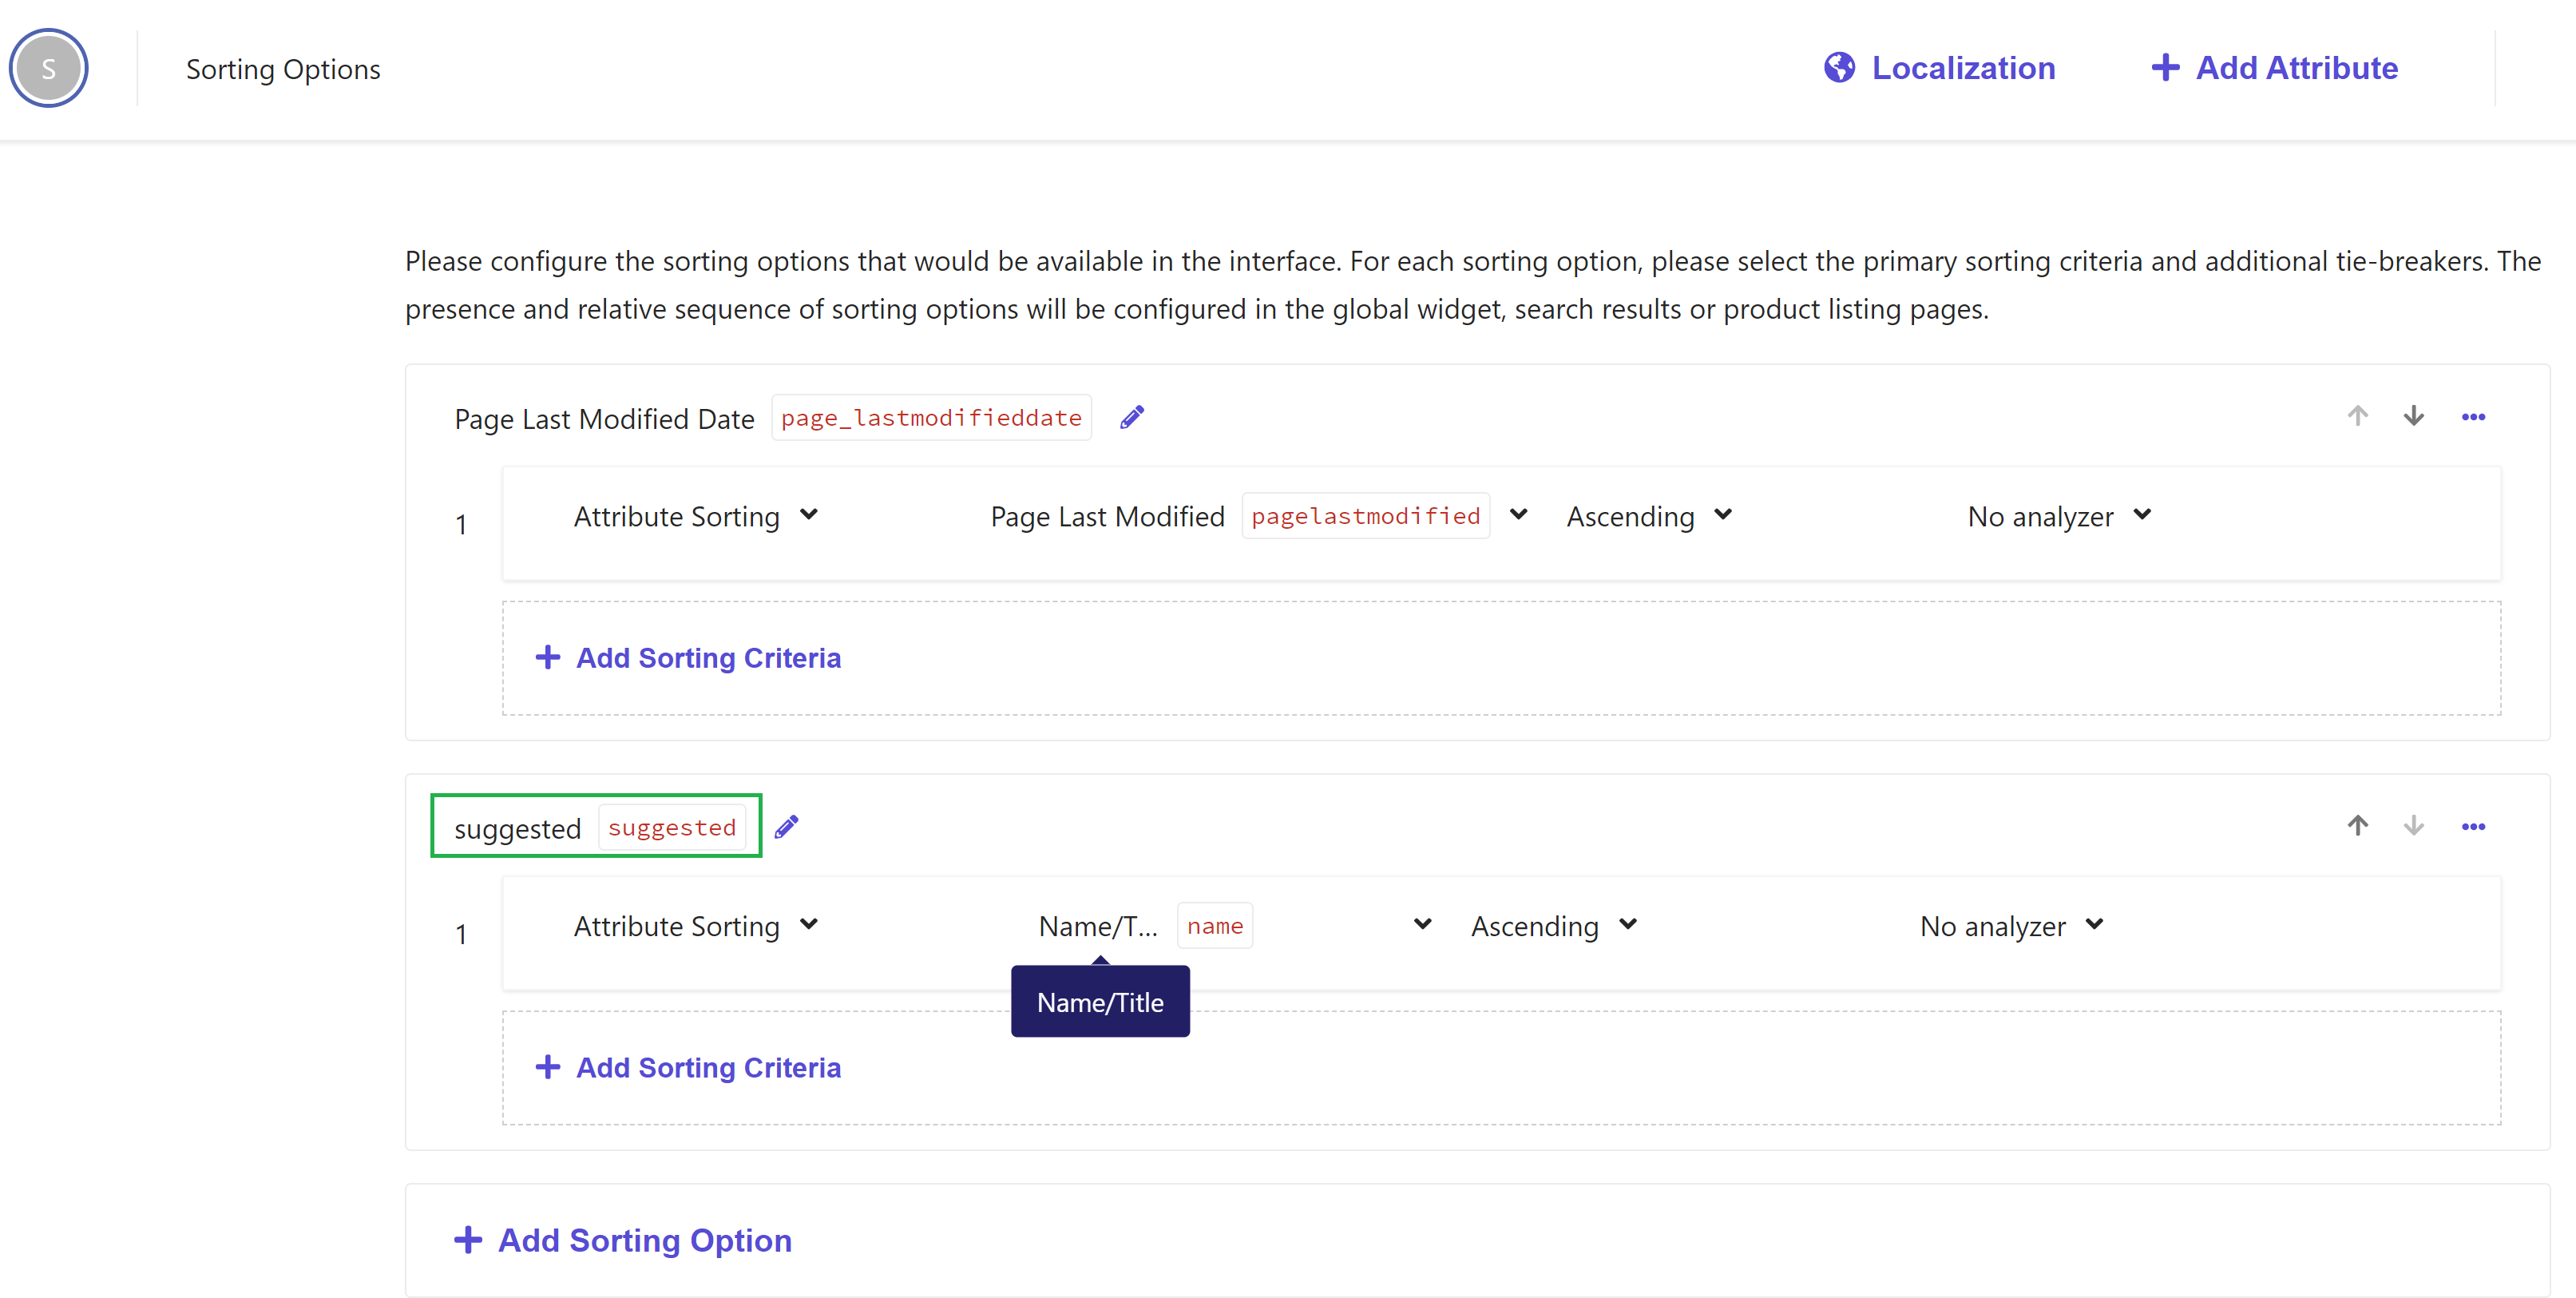 S
Sorting Options
Localization
Add Attribute
Please configure the sorting options that would be available in the interface. For each sorting option, please select the primary sorting criteria and additional tie-breakers. The
presence and relative sequence of sorting options will be configured in the global widget, search results or product listing pages.
Page Last Modified Date page_lastmodifieddate
1 Attribute Sorting Page Last Modified pagelastmodified Ascending No analyzer
Add Sorting Criteria
suggested suggested
1 Attribute Sorting Name/T... name Ascending No analyzer
Name/Title
Add Sorting Criteria
Add Sorting Option